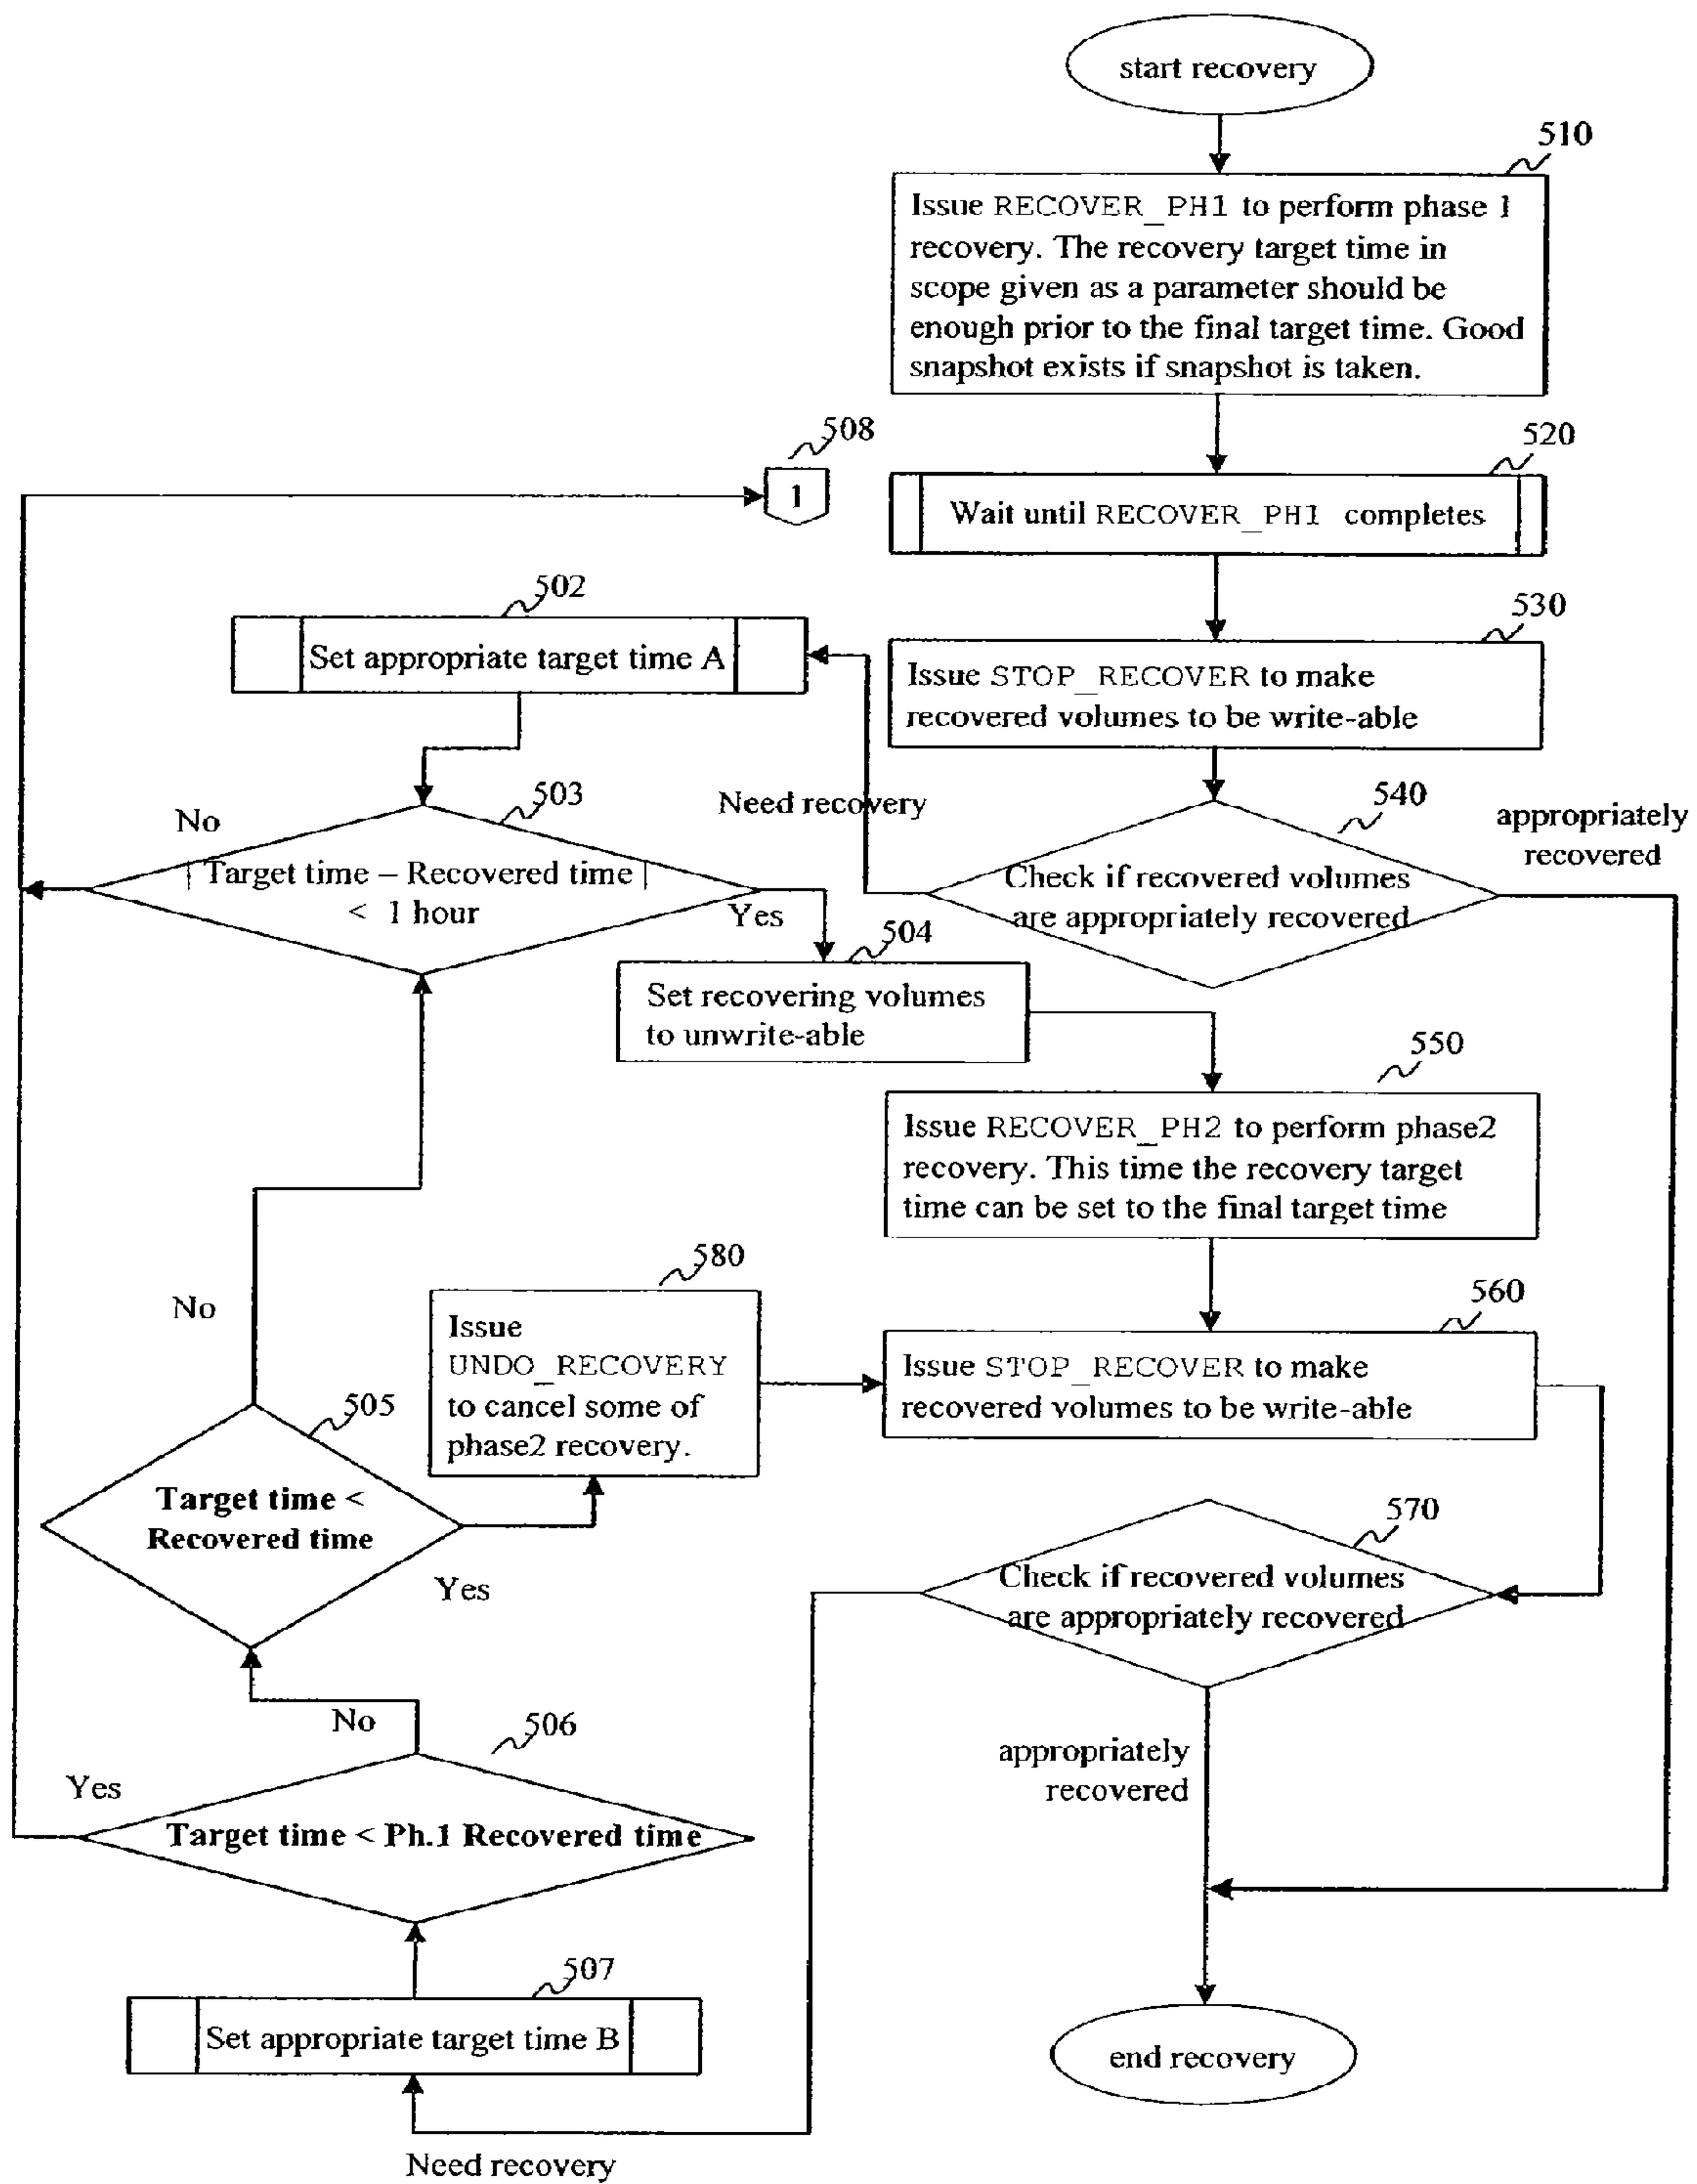 start recovery
510
Issue RECOVER_PH1 to perform phase 1
recovery. The recovery target time in
scope given as a parameter should be
enough prior to the final target time. Good
snapshot exists if snapshot is taken.
508
1
520
Wait until RECOVER_PH1 completes
502
Set appropriate target time A
530
Issue STOP_RECOVER to make
recovered volumes to be write-able
503
No
| Target time – Recovered time |
< 1 hour
Yes
Need recovery
540
appropriately
recovered
Check if recovered volumes
are appropriately recovered
504
Set recovering volumes
to unwrite-able
550
Issue RECOVER_PH2 to perform phase2
recovery. This time the recovery target
time can be set to the final target time
580
Issue
UNDO_RECOVERY
to cancel some of
phase2 recovery.
560
Issue STOP_RECOVER to make
recovered volumes to be write-able
No
505
Target time <
Recovered time
Yes
570
Check if recovered volumes
are appropriately recovered
No
506
Yes
Target time < Ph.1 Recovered time
appropriately
recovered
507
Set appropriate target time B
end recovery
Need recovery